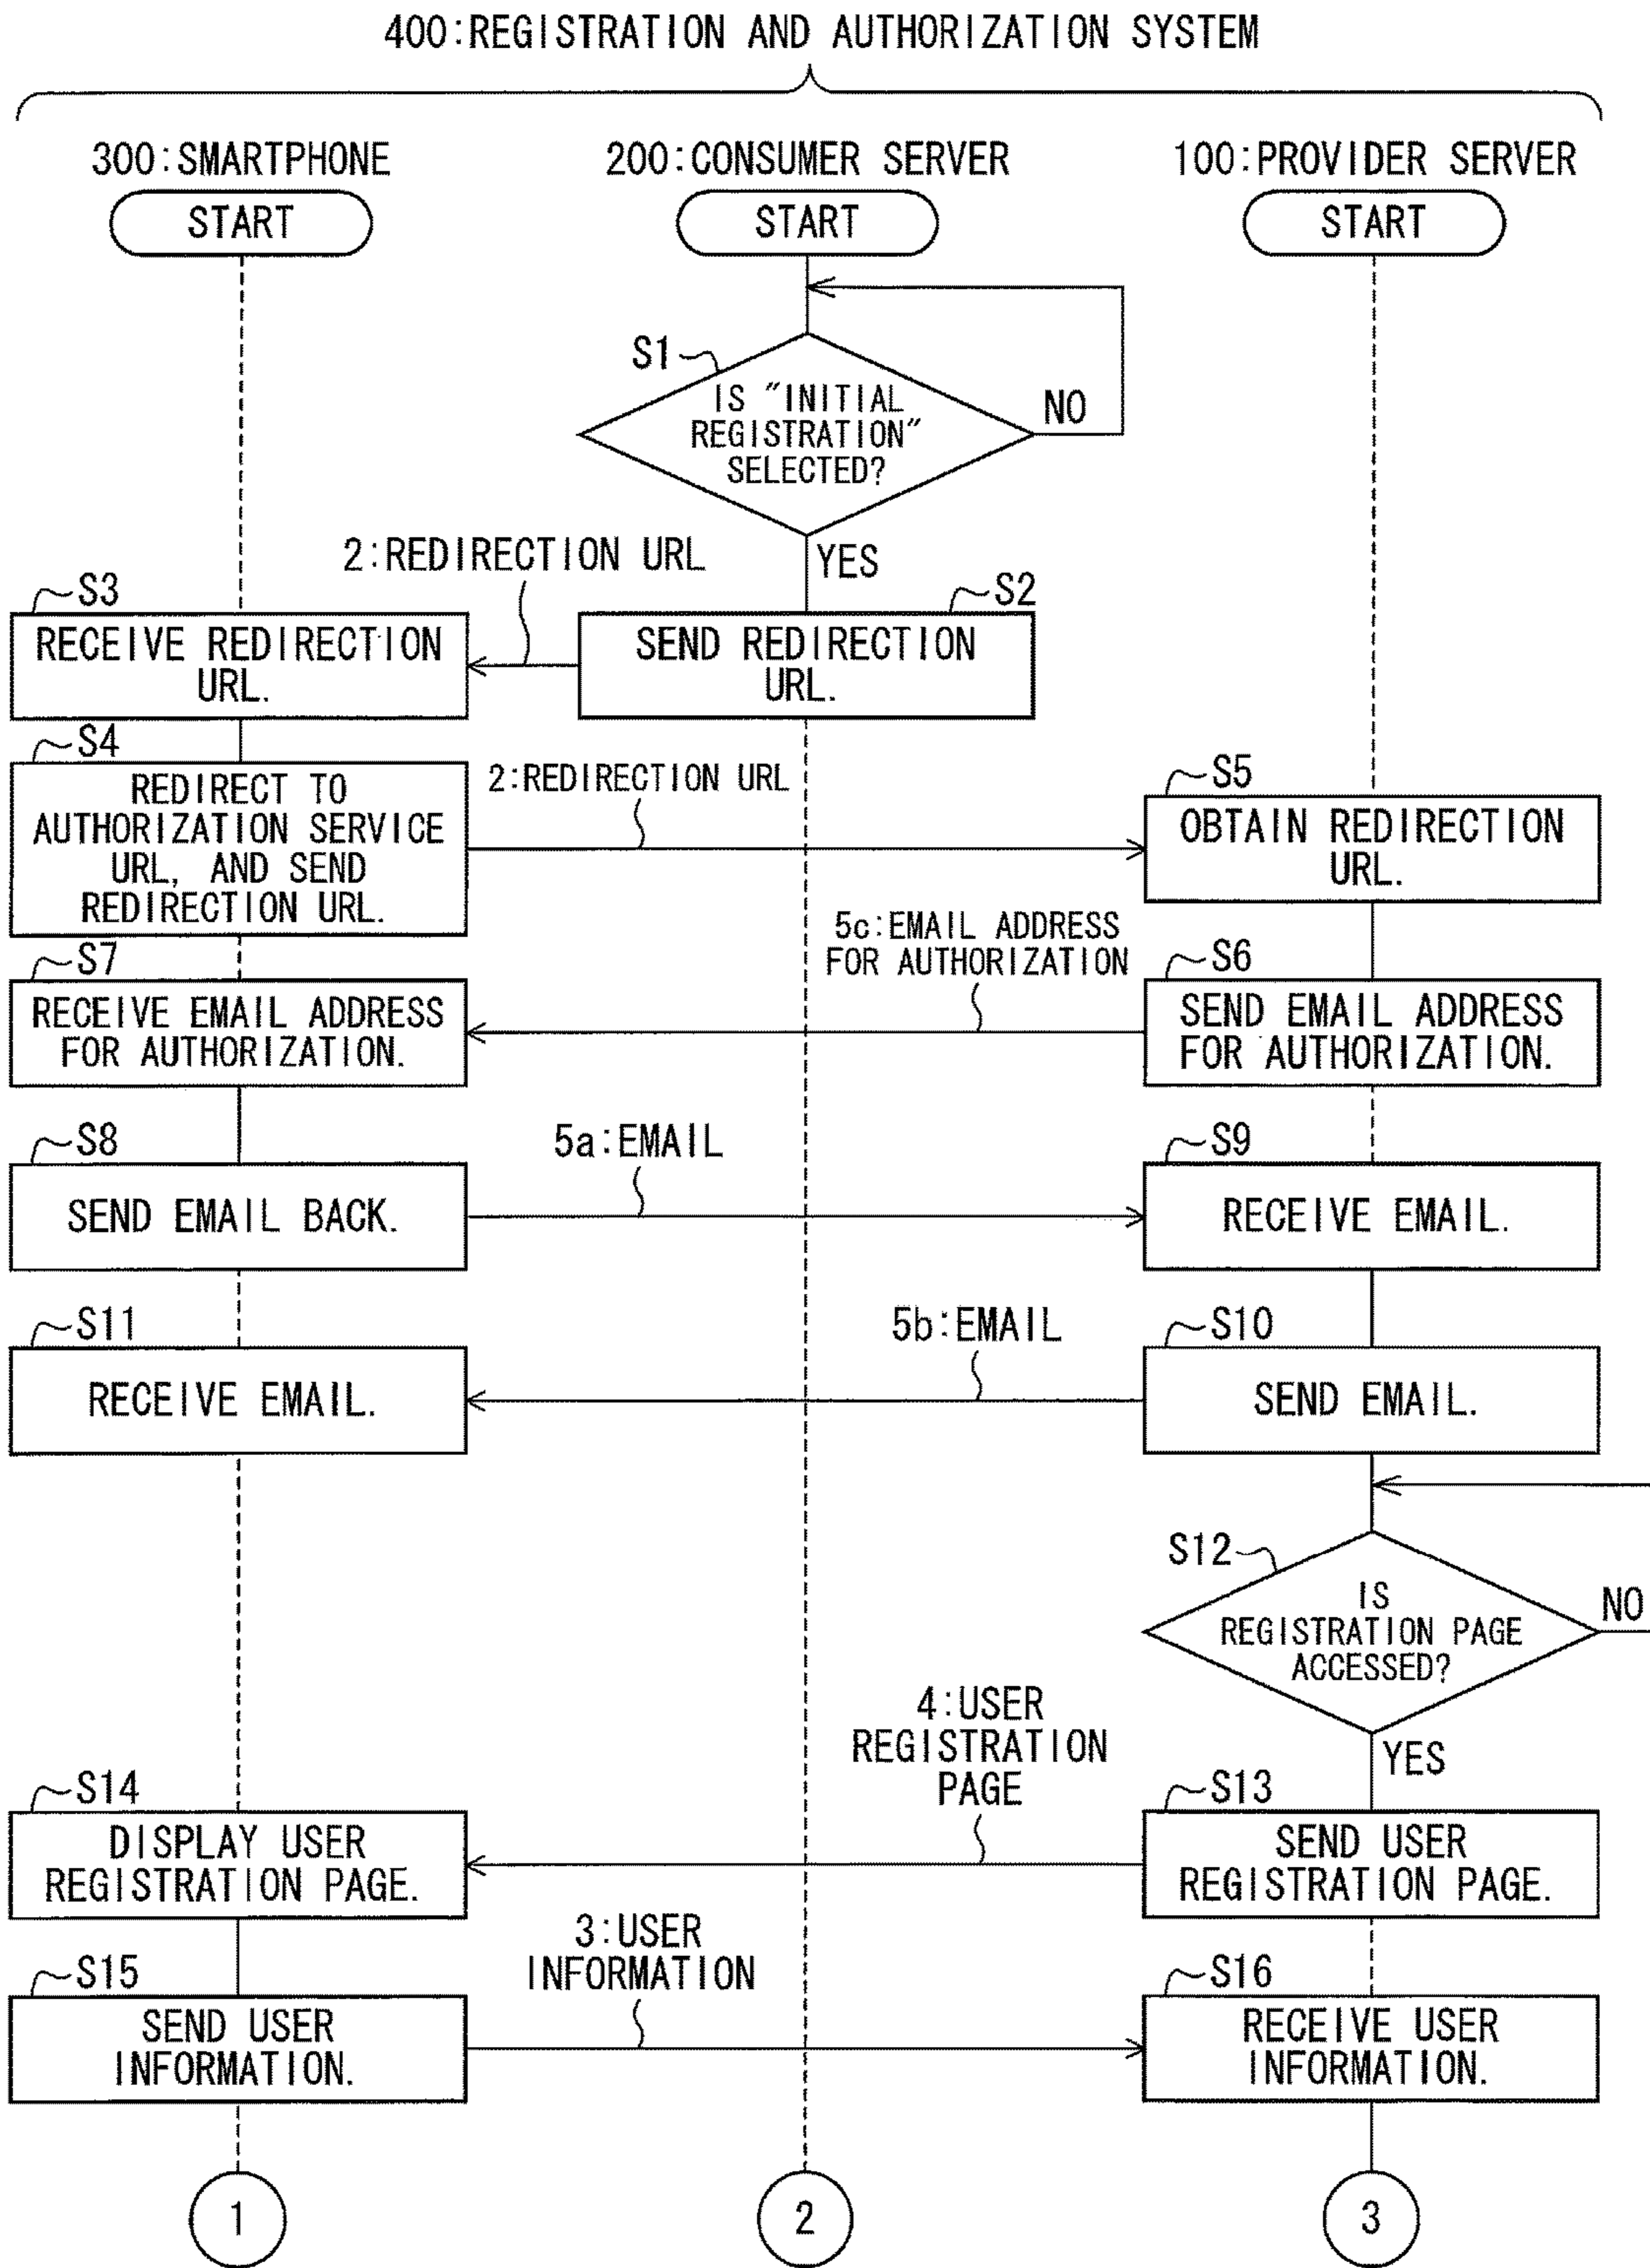 400:REGISTRATION AND AUTHORIZATION SYSTEM
300:SMARTPHONE
200:CONSUMER SERVER
100:PROVIDER SERVER
START
START
START
S1
IS "INITIAL
REGISTRATION"
SELECTED?
NO
YES
2:REDIRECTION URL
S3
RECEIVE REDIRECTION
URL.
S2
SEND REDIRECTION
URL.
S4
REDIRECT TO
AUTHORIZATION SERVICE
URL, AND SEND
REDIRECTION URL.
2:REDIRECTION URL
S5
OBTAIN REDIRECTION
URL.
5c:EMAIL ADDRESS
FOR AUTHORIZATION
S7
RECEIVE EMAIL ADDRESS
FOR AUTHORIZATION.
S6
SEND EMAIL ADDRESS
FOR AUTHORIZATION.
S8
SEND EMAIL BACK.
5a:EMAIL
S9
RECEIVE EMAIL.
S11
RECEIVE EMAIL.
5b:EMAIL
S10
SEND EMAIL.
S12
IS
REGISTRATION PAGE
ACCESSED?
NO
YES
4:USER
REGISTRATION
PAGE
S14
DISPLAY USER
REGISTRATION PAGE.
S13
SEND USER
REGISTRATION PAGE.
S15
SEND USER
INFORMATION.
3:USER
INFORMATION
S16
RECEIVE USER
INFORMATION.
1
2
3